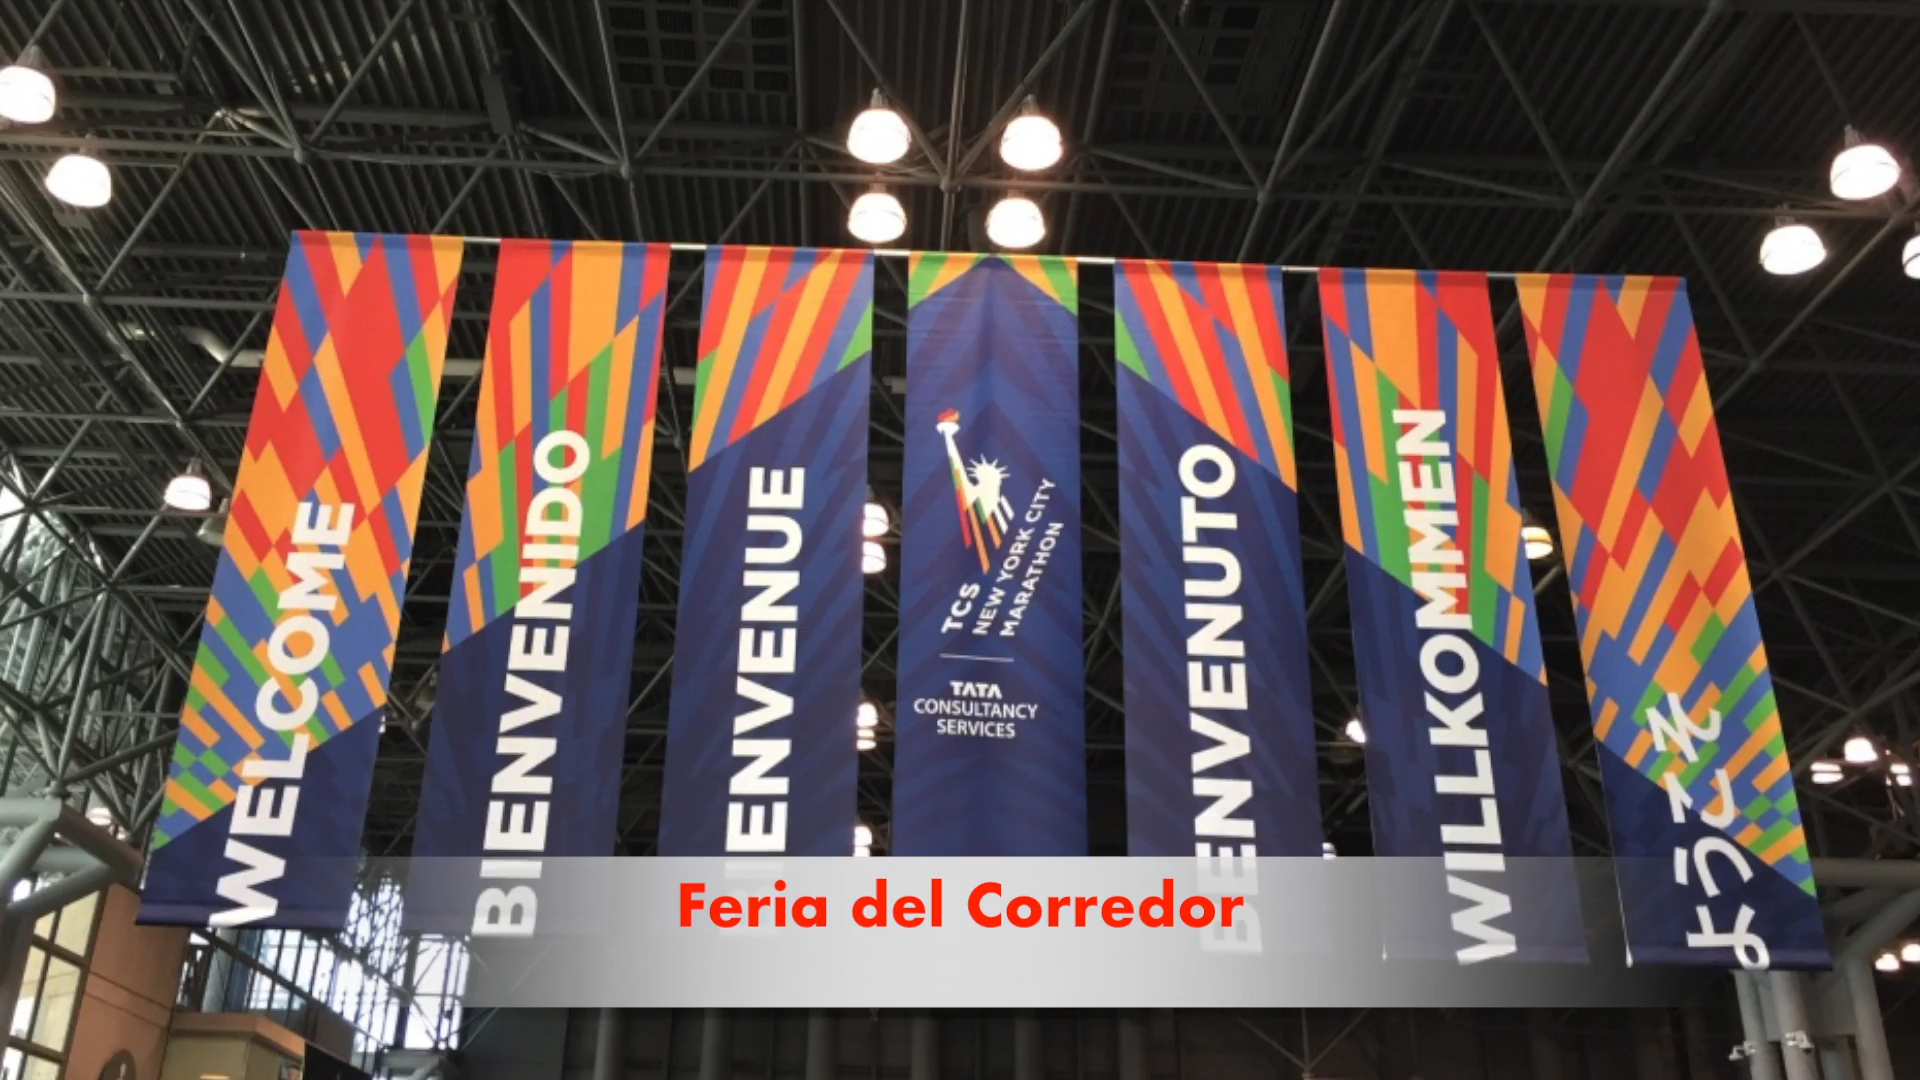 WELCOME
BIENVENIDO
BIENVENUE
TCS
NEW YORK CITY
MARATHON
TATA
CONSULTANCY
SERVICES
BENVENUTO
WILLKOMMEN
ようこそ
Feria del Corredor